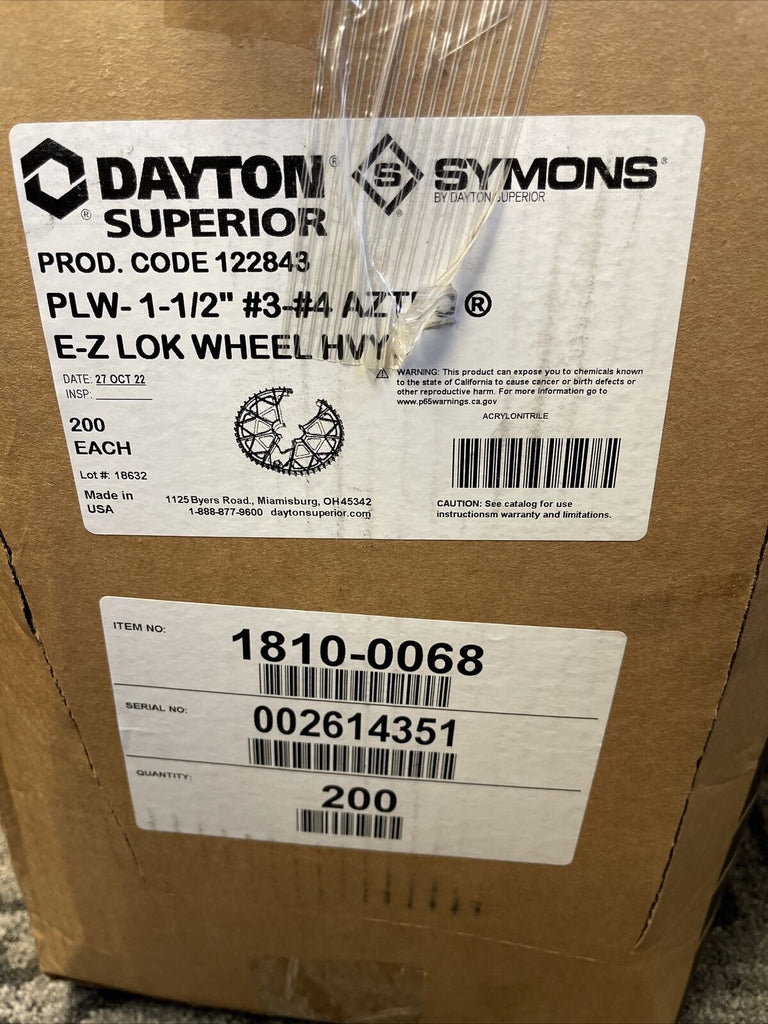 DAYTON® SYMONS®
SUPERIOR®
BY DAYTON SUPERIOR
S®
PROD. CODE 122843
PLW- 1-1/2" #3-#4 AZTEC ®
E-Z LOK WHEEL HVY
DATE: 27 OCT 22
INSP:
⚠ WARNING: This product can expose you to chemicals known
to the state of California to cause cancer or birth defects or
other reproductive harm. For more information go to
www.p65warnings.ca.gov
ACRYLONITRILE
200
EACH
Lot #: 18632
Made in
USA
1125 Byers Road., Miamisburg, OH 45342
1-888-877-9600 daytonsuperior.com
CAUTION: See catalog for use
instructionsm warranty and limitations.
ITEM NO:
1810-0068
SERIAL NO:
002614351
QUANTITY:
200